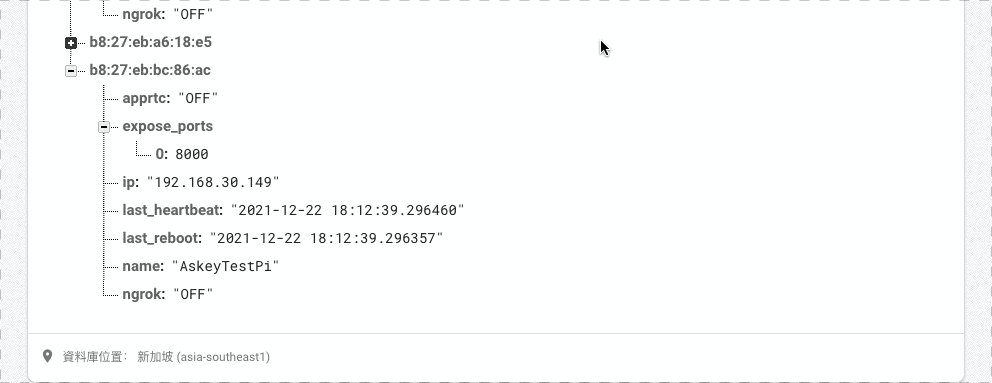 ngrok: "OFF"
b8:27:eb:a6:18:e5
b8:27:eb:bc:86:ac
apprtc: "OFF"
expose_ports
0: 8000
ip: "192.168.30.149"
last_heartbeat: "2021-12-22 18:12:39.296460"
last_reboot: "2021-12-22 18:12:39.296357"
name: "AskeyTestPi"
ngrok: "OFF"
資料庫位置： 新加坡 (asia-southeast1)